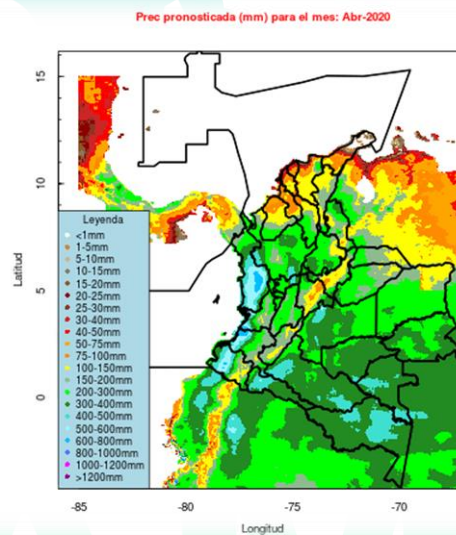 Prec pronosticada (mm) para el mes: Abr-2020
15
10
5
0
Latitud
Leyenda
<1mm
1-5mm
5-10mm
10-15mm
15-20mm
20-25mm
25-30mm
30-40mm
40-50mm
50-75mm
75-100mm
100-150mm
150-200mm
200-300mm
300-400mm
400-500mm
500-600mm
600-800mm
800-1000mm
1000-1200mm
>1200mm
-85 -80 -75 -70
Longitud